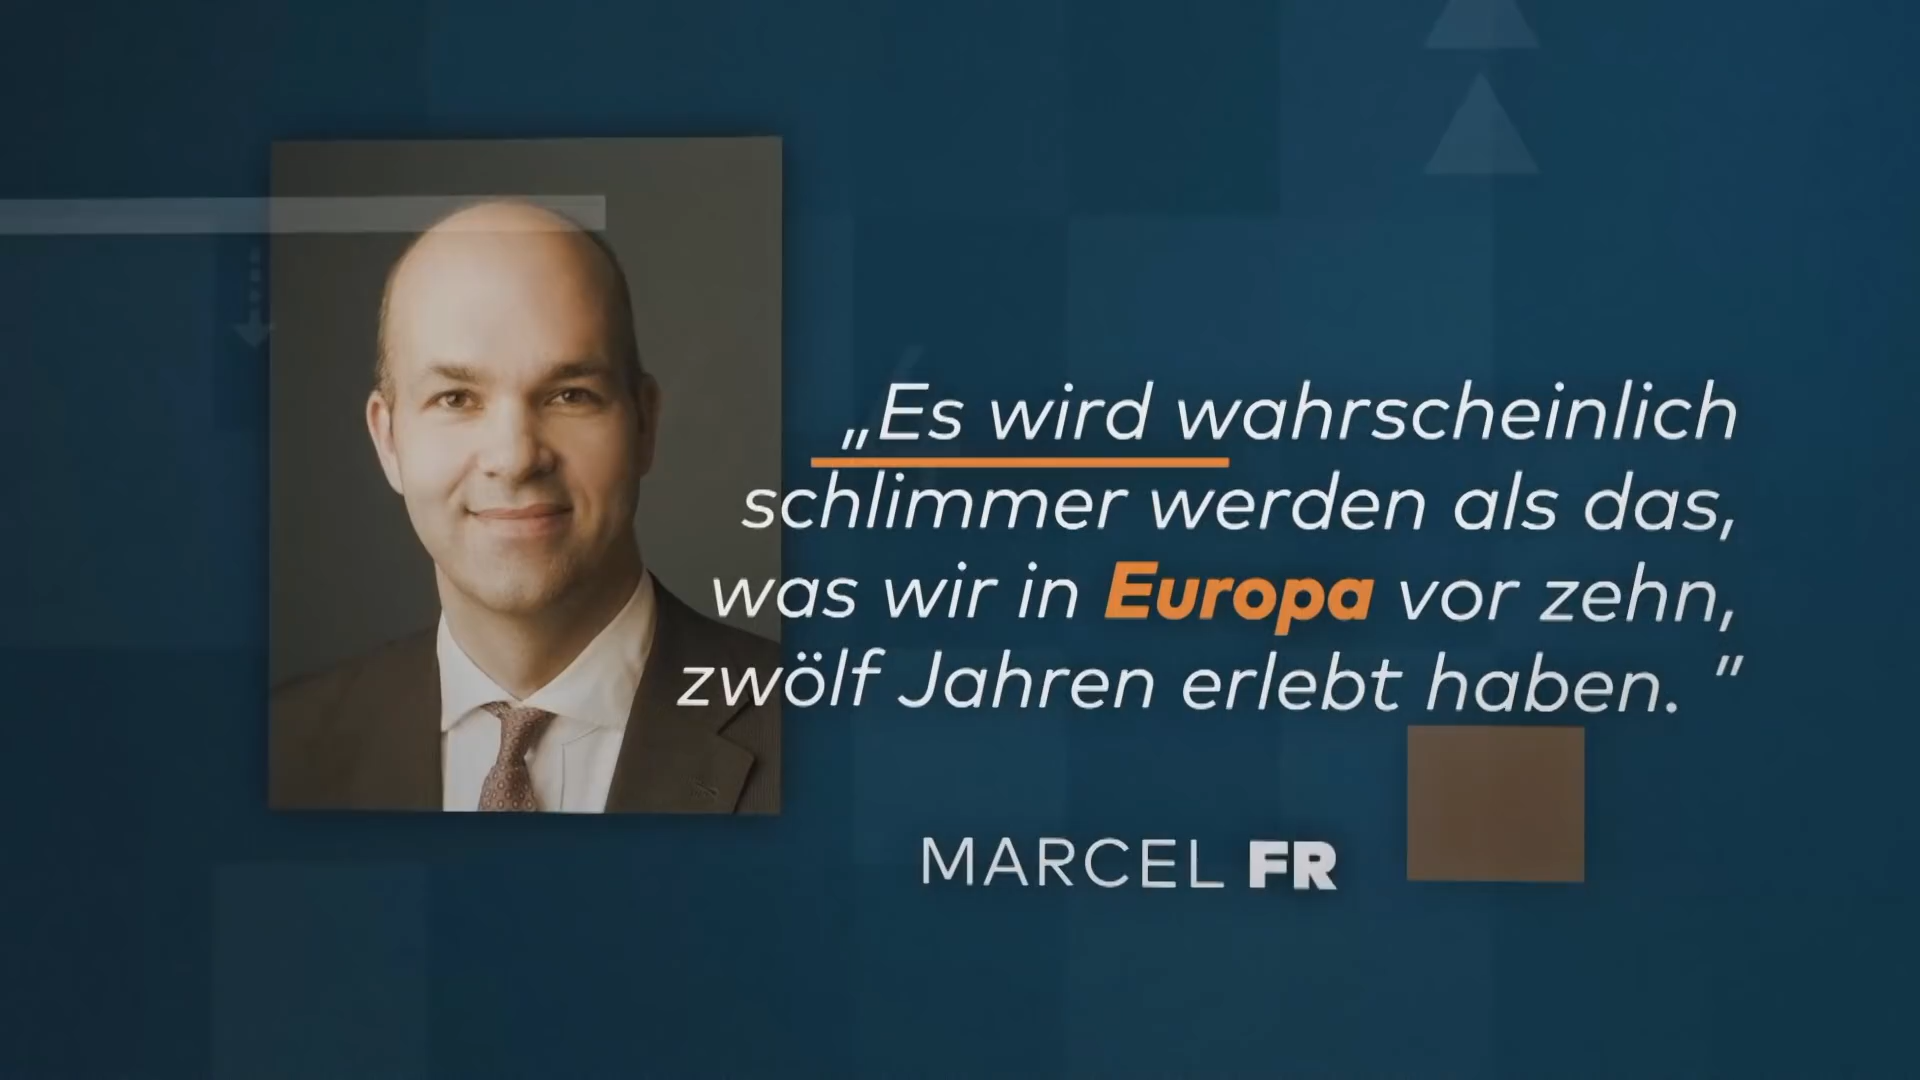 „Es wird wahrscheinlich
schlimmer werden als das,
was wir in Europa vor zehn,
zwölf Jahren erlebt haben. "
MARCEL FR